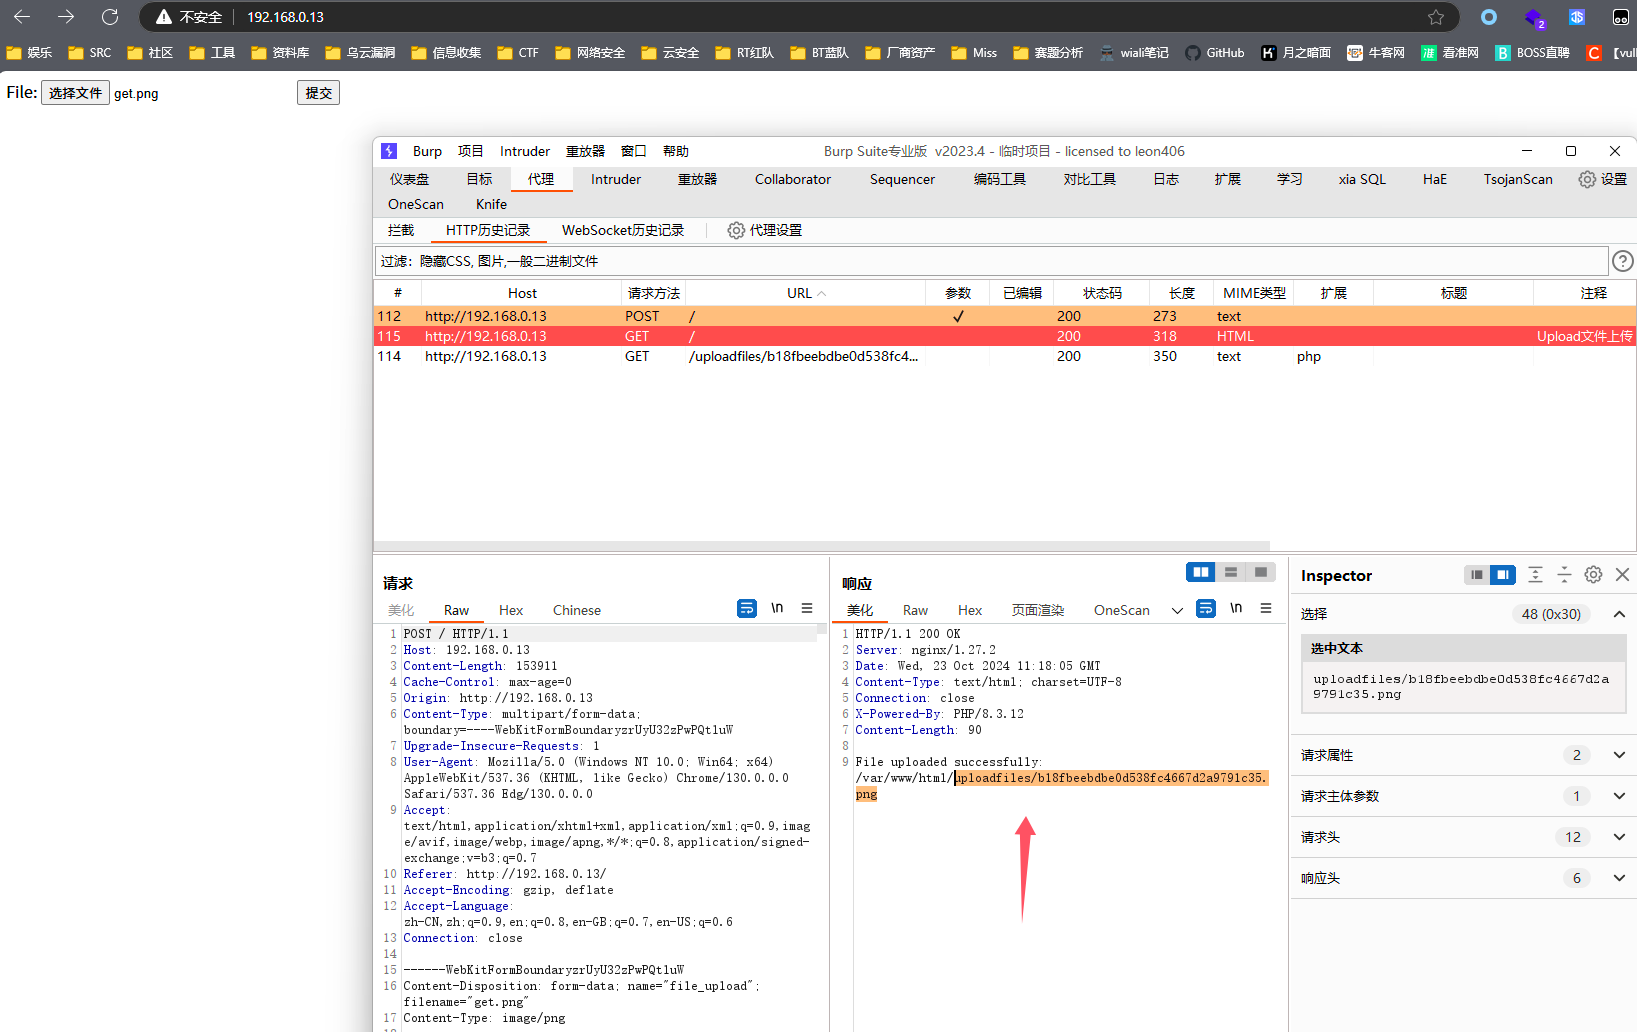 不安全 192.168.0.13
2
娱乐 SRC 社区 工具 资料库 乌云漏洞 信息收集 CTF 网络安全 云安全 RT红队 BT蓝队 厂商资产 Miss 赛题分析 wiali笔记 GitHub 月之暗面 牛客网 看准网 BOSS直聘
File: 选择文件 get.png 提交
Burp 项目 Intruder 重放器 窗口 帮助 Burp Suite专业版 v2023.4 - 临时项目 - licensed to leon406
仪表盘 目标 代理 Intruder 重放器 Collaborator Sequencer 编码工具 对比工具 日志 扩展 学习 xia SQL HaE TsojanScan 设置
OneScan Knife
拦截 HTTP历史记录 WebSocket历史记录 代理设置
过滤：隐藏CSS, 图片,一般二进制文件
# Host 请求方法 URL 参数 已编辑 状态码 长度 MIME类型 扩展 标题 注释
112 http://192.168.0.13 POST / ✓ 200 273 text
115 http://192.168.0.13 GET / 200 318 HTML Upload文件上传
114 http://192.168.0.13 GET /uploadfiles/b18fbeebdbe0d538fc4... 200 350 text php
请求
美化 Raw Hex Chinese \n
1 POST / HTTP/1.1
2 Host: 192.168.0.13
3 Content-Length: 153911
4 Cache-Control: max-age=0
5 Origin: http://192.168.0.13
6 Content-Type: multipart/form-data;
boundary=----WebKitFormBoundaryzrUyU32zPwPQtluW
7 Upgrade-Insecure-Requests: 1
8 User-Agent: Mozilla/5.0 (Windows NT 10.0; Win64; x64)
AppleWebKit/537.36 (KHTML, like Gecko) Chrome/130.0.0.0
Safari/537.36 Edg/130.0.0.0
9 Accept:
text/html,application/xhtml+xml,application/xml;q=0.9,imag
e/avif,image/webp,image/apng,*/*;q=0.8,application/signed-
exchange;v=b3;q=0.7
10 Referer: http://192.168.0.13/
11 Accept-Encoding: gzip, deflate
12 Accept-Language:
zh-CN,zh;q=0.9,en;q=0.8,en-GB;q=0.7,en-US;q=0.6
13 Connection: close
14
15 ------WebKitFormBoundaryzrUyU32zPwPQtluW
16 Content-Disposition: form-data; name="file_upload";
filename="get.png"
17 Content-Type: image/png
响应
美化 Raw Hex 页面渲染 OneScan \n
1 HTTP/1.1 200 OK
2 Server: nginx/1.27.2
3 Date: Wed, 23 Oct 2024 11:18:05 GMT
4 Content-Type: text/html; charset=UTF-8
5 Connection: close
6 X-Powered-By: PHP/8.3.12
7 Content-Length: 90
8
9 File uploaded successfully:
/var/www/html/uploadfiles/b18fbeebdbe0d538fc4667d2a9791c35.
png
Inspector
选择 48 (0x30)
选中文本
uploadfiles/b18fbeebdbe0d538fc4667d2a
9791c35.png
请求属性 2
请求主体参数 1
请求头 12
响应头 6